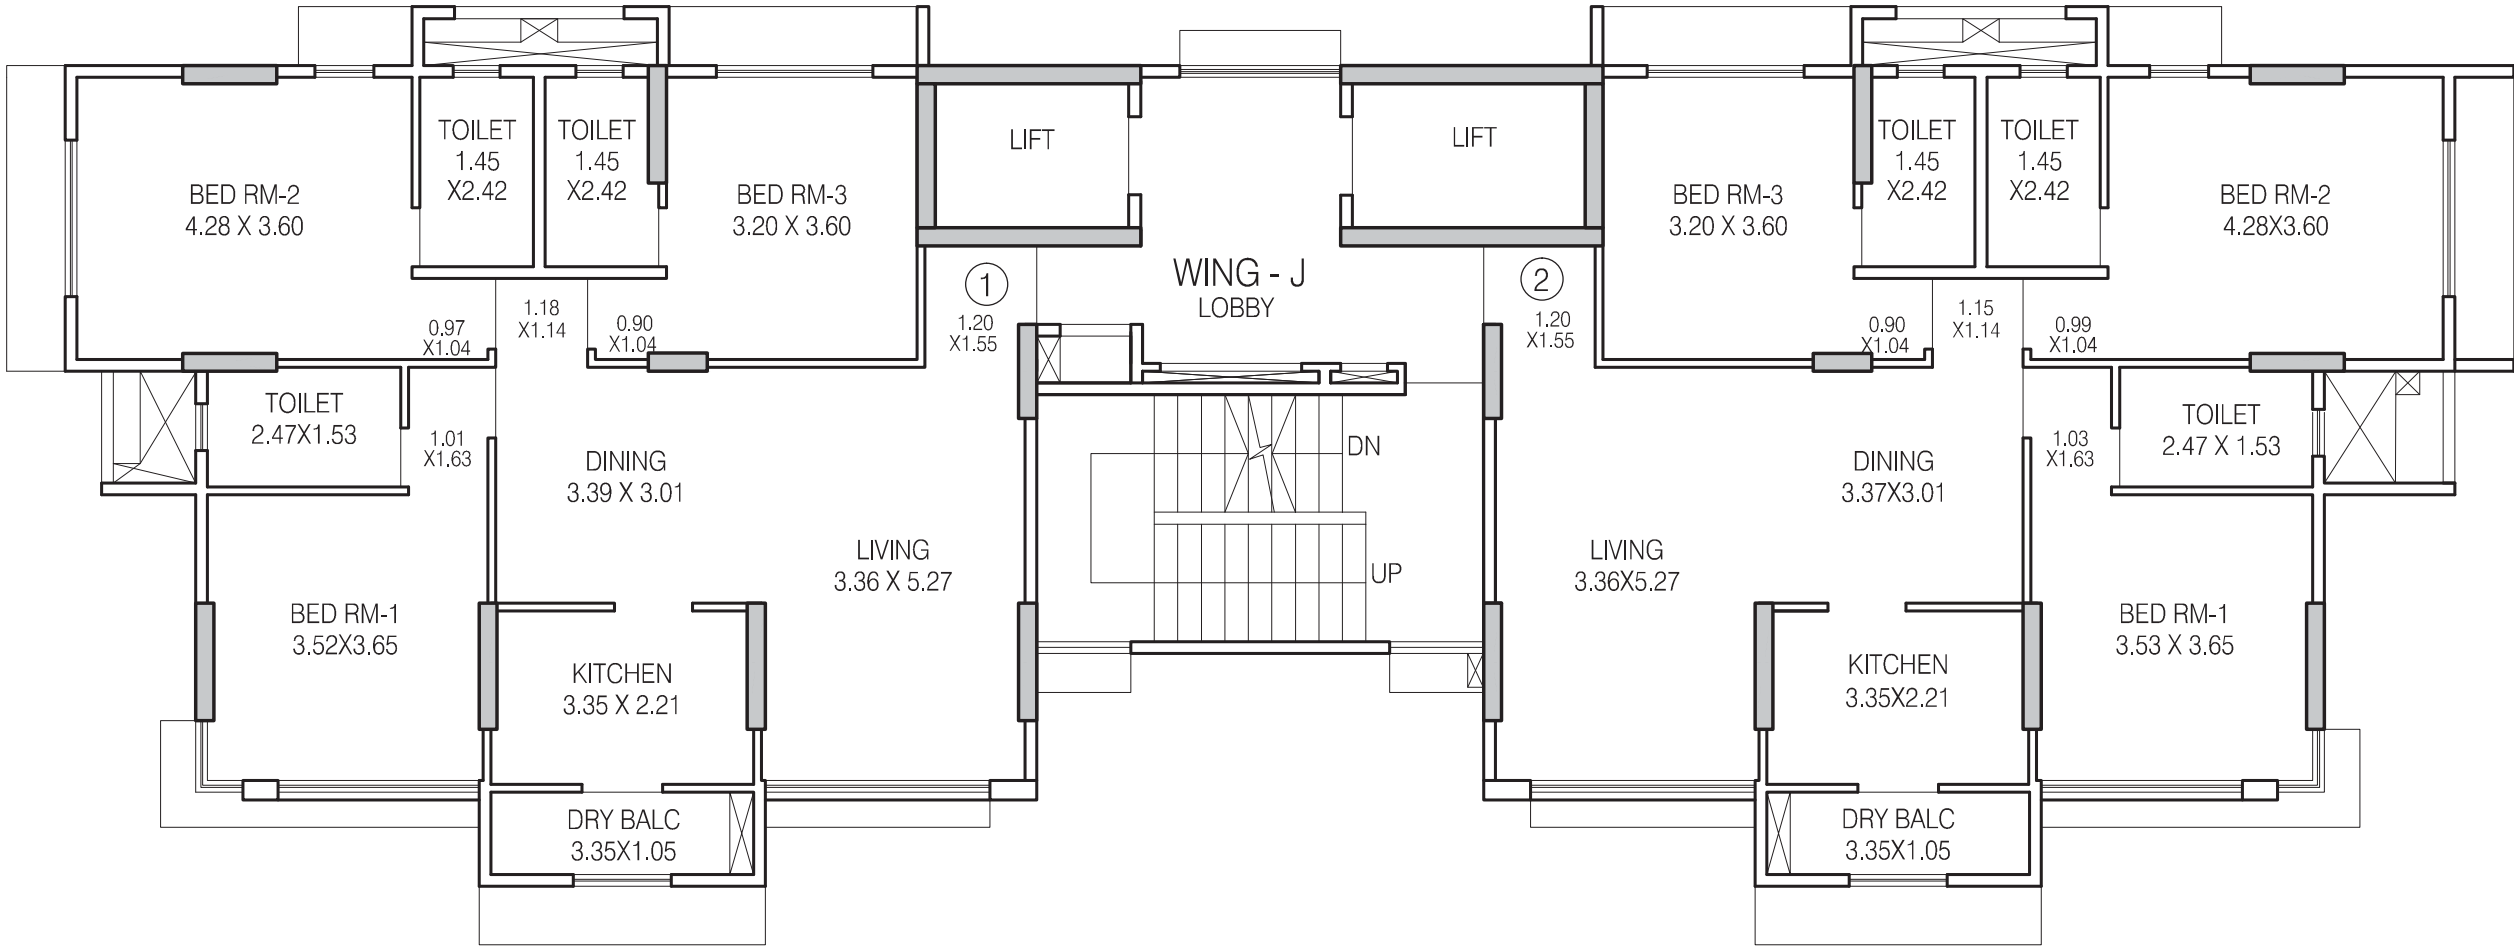 BED RM-2
4.28 X 3.60
TOILET
1.45
X2.42
TOILET
1.45
X2.42
BED RM-3
3.20 X 3.60
LIFT
LIFT
BED RM-3
3.20 X 3.60
TOILET
1.45
X2.42
TOILET
1.45
X2.42
BED RM-2
4.28X3.60
0.97
X1.04
1.18
X1.14
0.90
X1.04
1
1.20
X1.55
WING - J
LOBBY
2
1.20
X1.55
0.90
X1.04
1.15
X1.14
0.99
X1.04
TOILET
2.47X1.53
1.01
X1.63
DINING
3.39 X 3.01
LIVING
3.36 X 5.27
DN
UP
LIVING
3.36X5.27
DINING
3.37X3.01
1.03
X1.63
TOILET
2.47 X 1.53
BED RM-1
3.52X3.65
KITCHEN
3.35 X 2.21
KITCHEN
3.35X2.21
BED RM-1
3.53 X 3.65
DRY BALC
3.35X1.05
DRY BALC
3.35X1.05